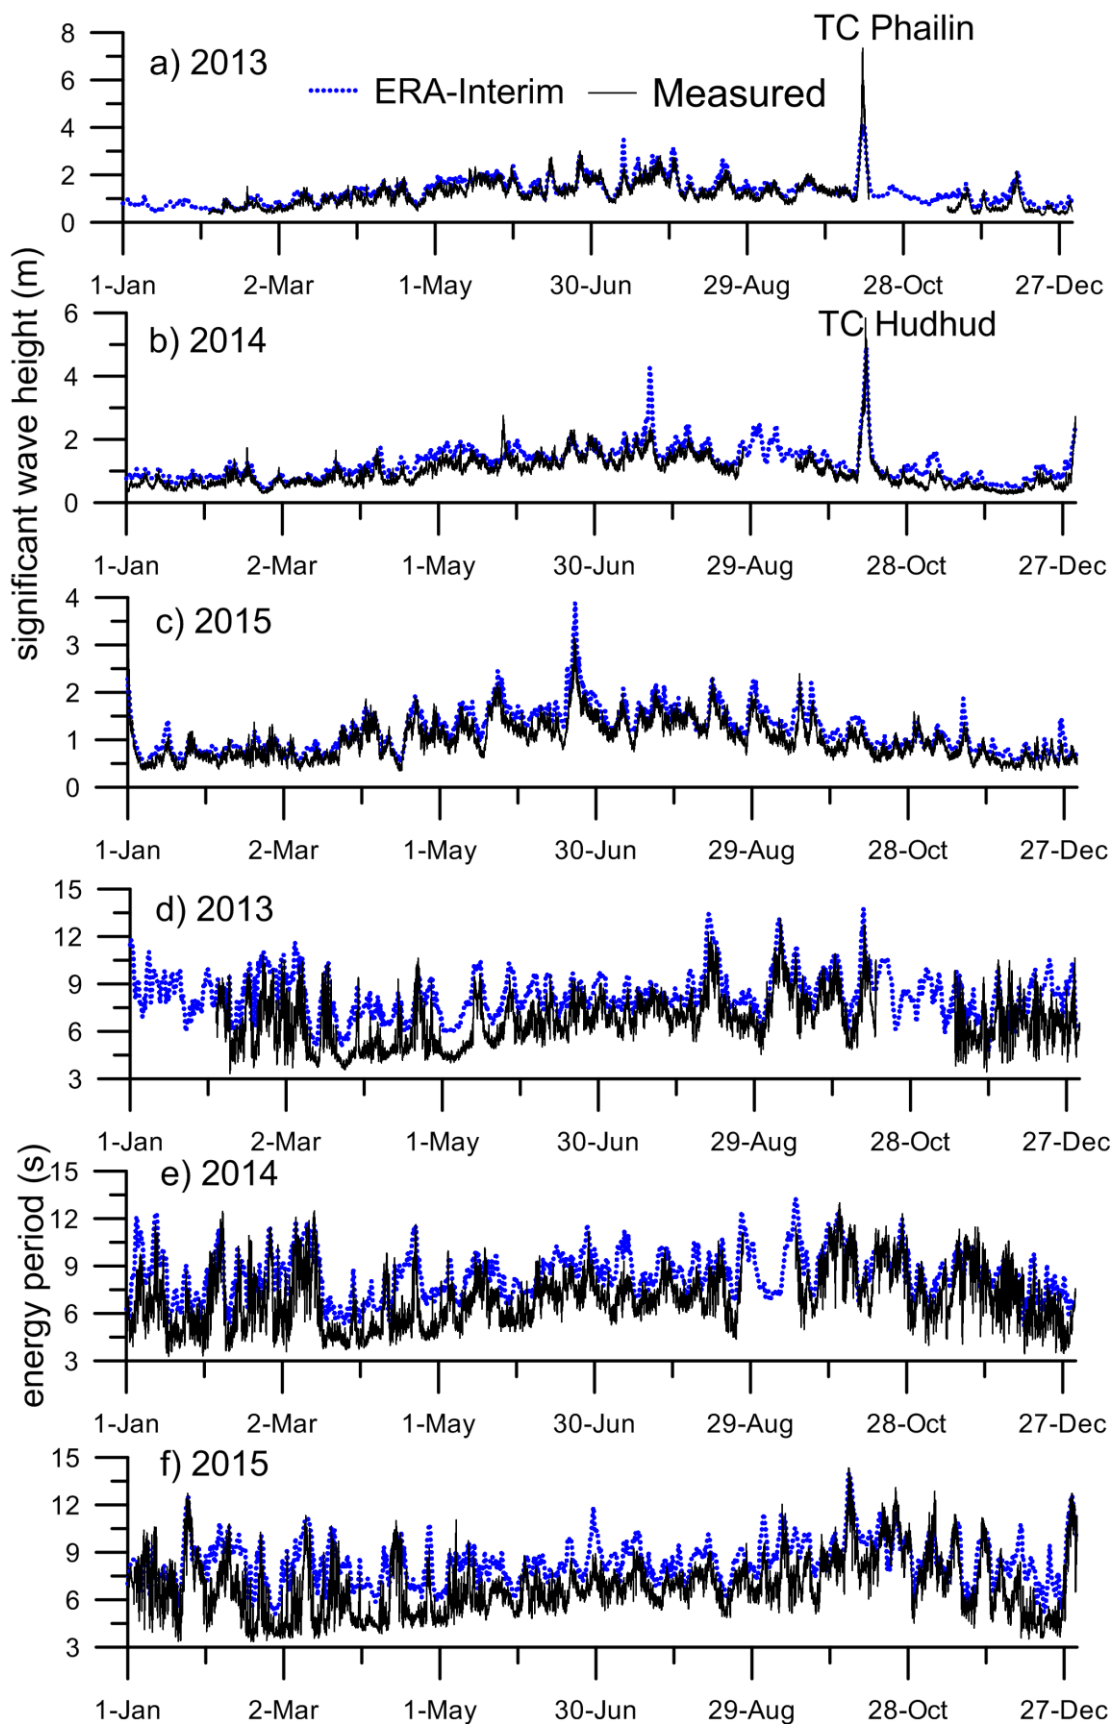 TC Phailin
a) 2013
ERA-Interim
Measured
8
6
4
2
0
1-Jan 2-Mar 1-May 30-Jun 29-Aug 28-Oct 27-Dec
significant wave height (m)
b) 2014
TC Hudhud
6
4
2
0
1-Jan 2-Mar 1-May 30-Jun 29-Aug 28-Oct 27-Dec
c) 2015
4
3
2
1
0
1-Jan 2-Mar 1-May 30-Jun 29-Aug 28-Oct 27-Dec
d) 2013
15
12
9
6
3
1-Jan 2-Mar 1-May 30-Jun 29-Aug 28-Oct 27-Dec
energy period (s)
e) 2014
15
12
9
6
3
1-Jan 2-Mar 1-May 30-Jun 29-Aug 28-Oct 27-Dec
f) 2015
15
12
9
6
3
1-Jan 2-Mar 1-May 30-Jun 29-Aug 28-Oct 27-Dec